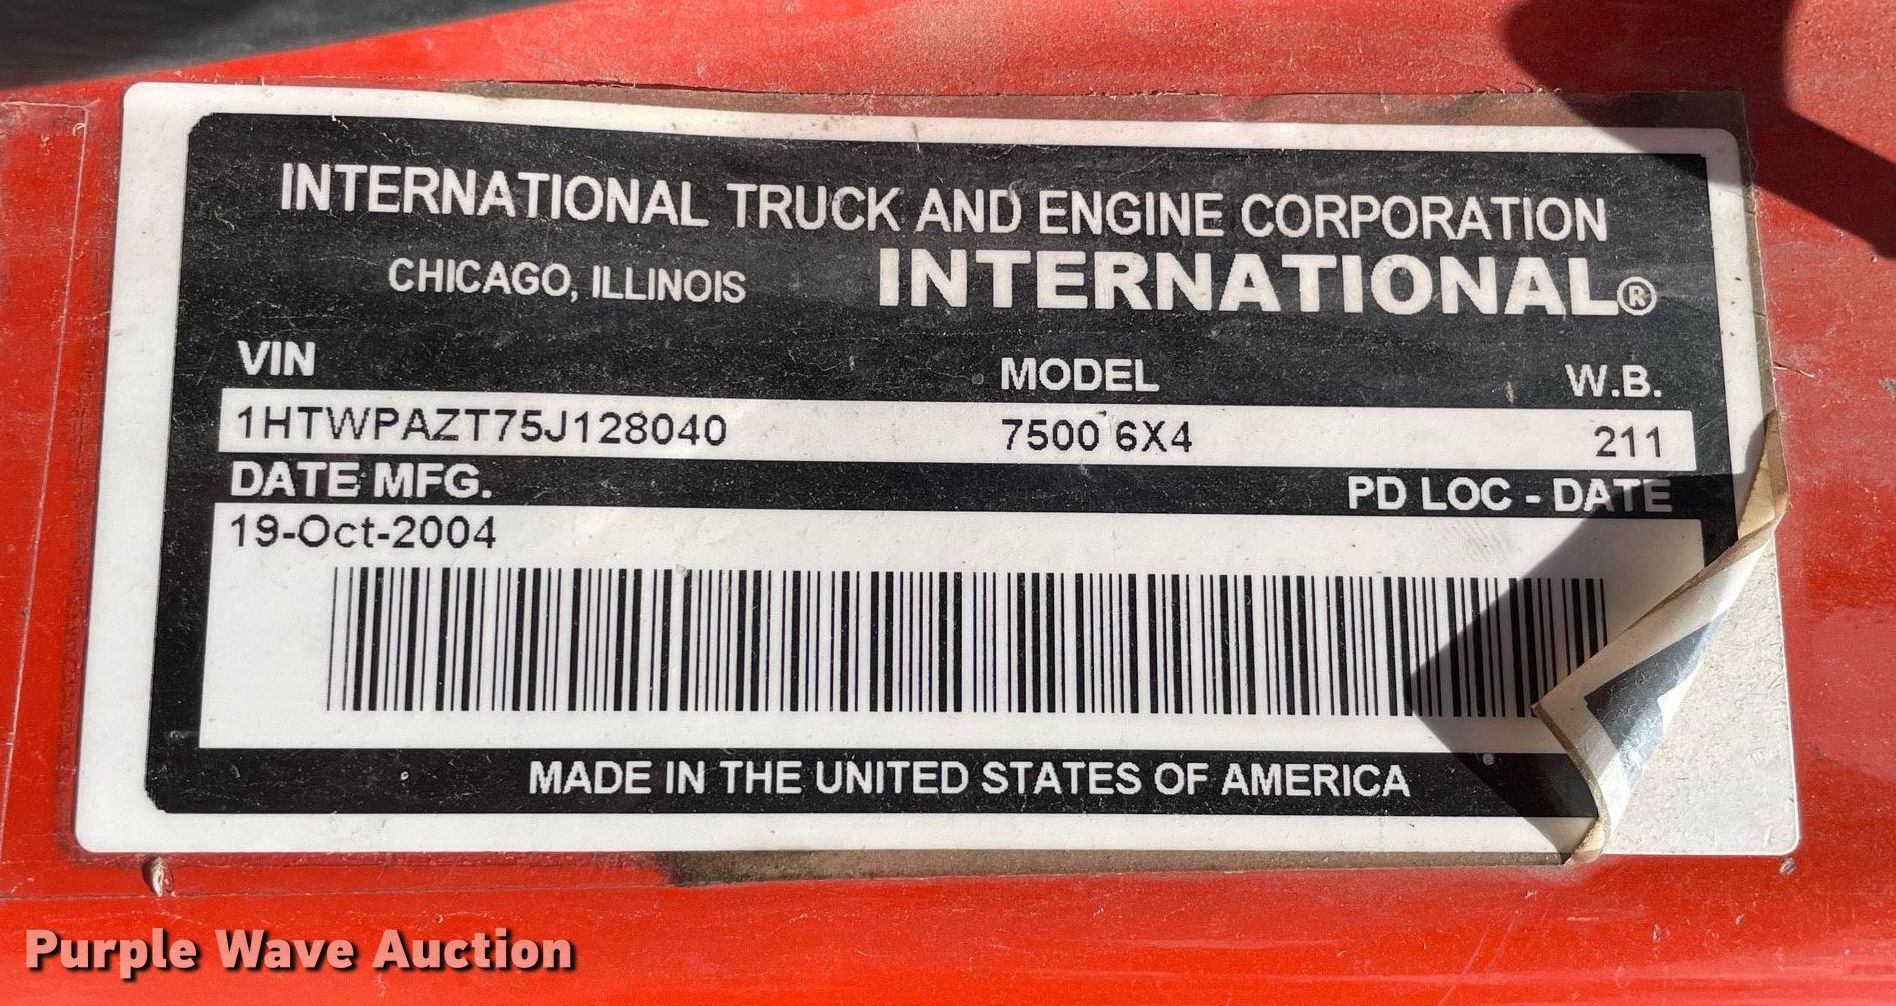 INTERNATIONAL TRUCK AND ENGINE CORPORATION
CHICAGO, ILLINOIS INTERNATIONAL®
VIN MODEL W.B.
1HTWPAZT75J128040 7500 6X4 211
DATE MFG. PD LOC - DATE
19-Oct-2004
MADE IN THE UNITED STATES OF AMERICA
Purple Wave Auction